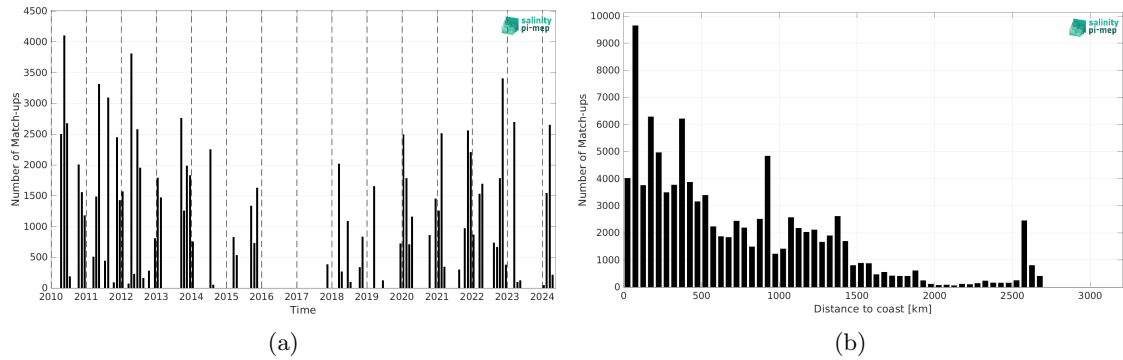 4500
4000
3500
3000
2500
2000
1500
1000
500
0
Number of Match-ups
2010 2011 2012 2013 2014 2015 2016 2017 2018 2019 2020 2021 2022 2023 2024
Time
salinity
pi-mep
(a)
10000
9000
8000
7000
6000
5000
4000
3000
2000
1000
0
Number of Match-ups
0 500 1000 1500 2000 2500 3000
Distance to coast [km]
salinity
pi-mep
(b)